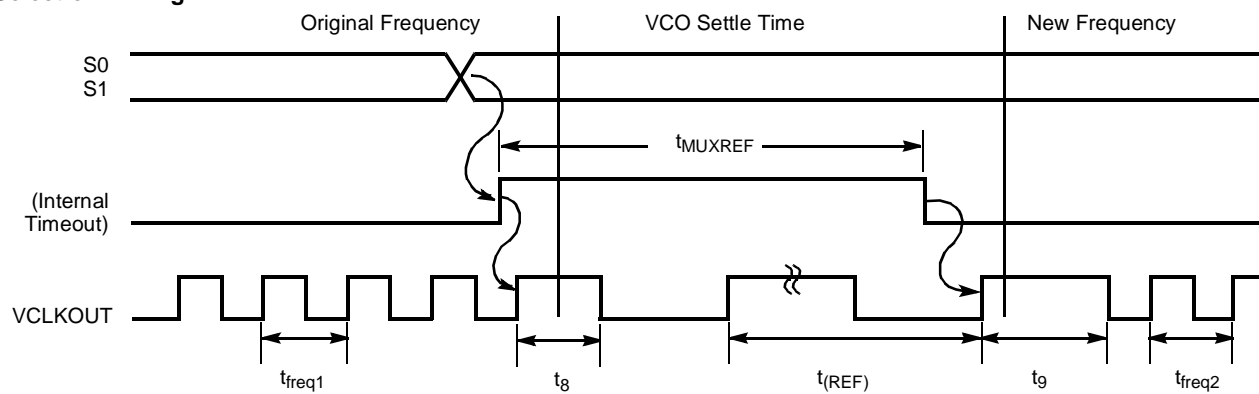 Original Frequency VCO Settle Time New Frequency
S0
S1
tMUXREF
(Internal
Timeout)
VCLKOUT
tfreq1 t8 t(REF) t9 tfreq2